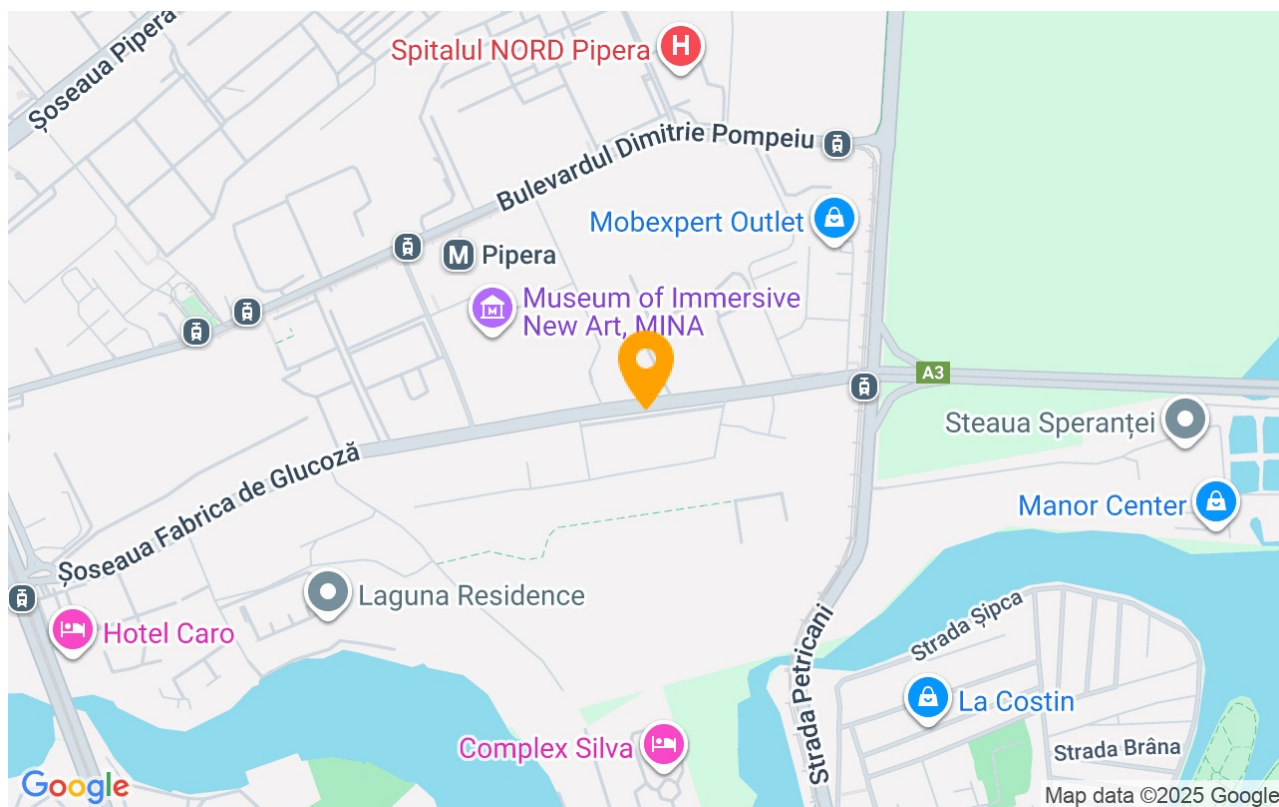 Șoseaua Pipera
Spitalul NORD Pipera
H
Bulevardul Dimitrie Pompeiu
Mobexpert Outlet
M
Pipera
Museum of Immersive
New Art, MINA
M
A3
Steaua Speranței
Manor Center
Șoseaua Fabrica de Glucoză
Laguna Residence
Hotel Caro
Strada Șipca
Strada Petricani
La Costin
Complex Silva
Strada Brâna
Google
Map data ©2025 Google